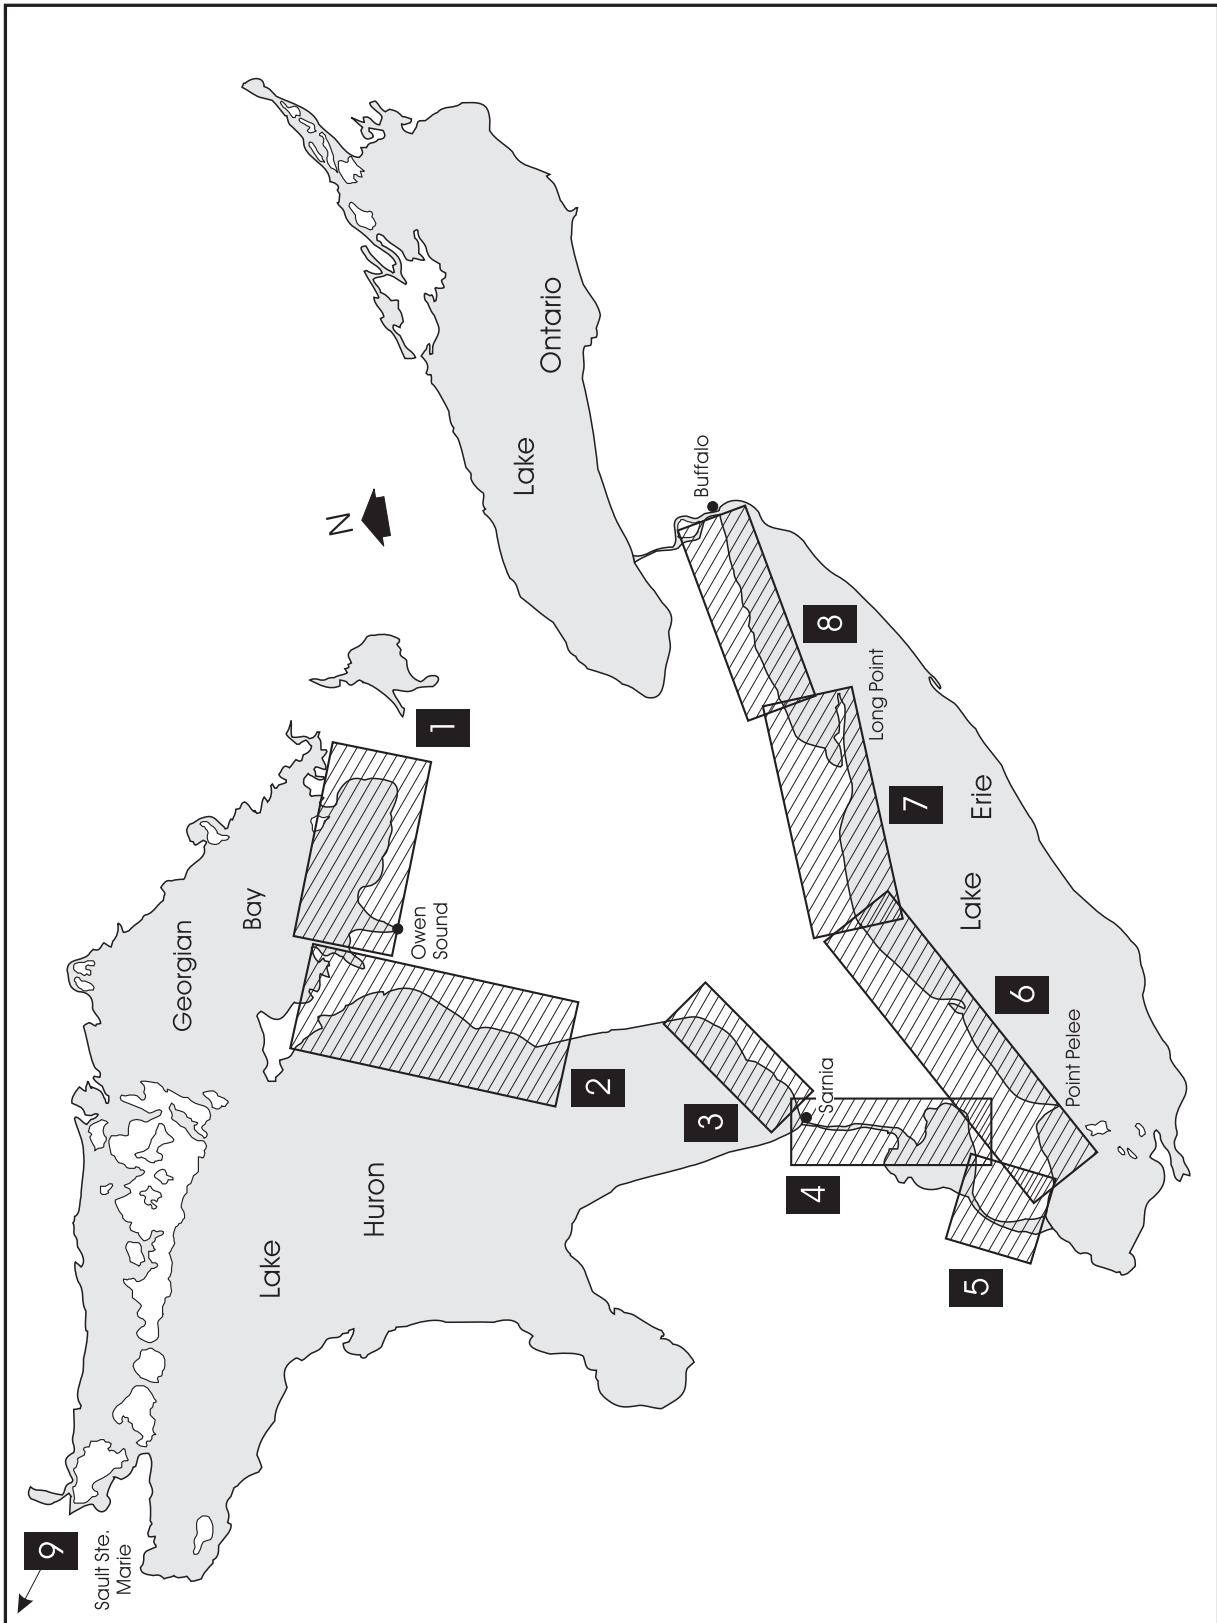 9
Sault Ste.
Marie
Georgian
Bay
Lake
Huron
N
1
Owen
Sound
2
3
Sarnia
4
5
6
Point Pelee
7
Long Point
8
Buffalo
Lake
Erie
Lake
Ontario